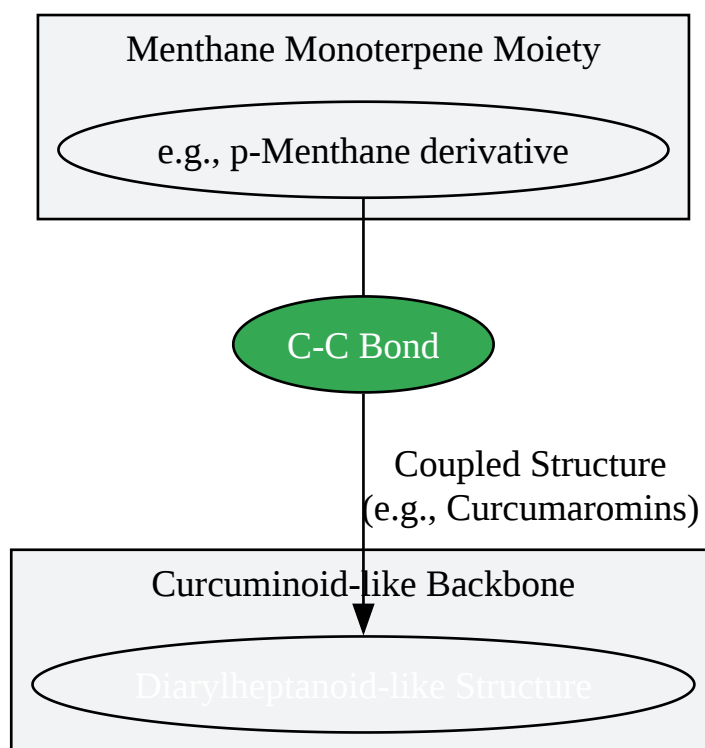 Menthane Monoterpene Moiety
e.g., p-Menthane derivative
C-C Bond
Coupled Structure
(e.g., Curcumaromins)
Curcuminoid-like Backbone
Diarylheptanoid-like Structure